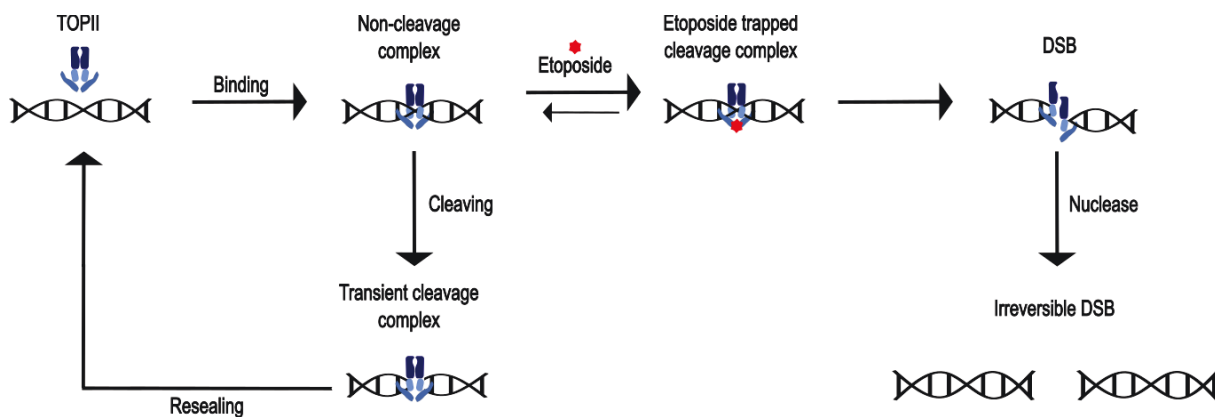 TOPII
Binding
Non-cleavage
complex
Etoposide
Etoposide trapped
cleavage complex
DSB
Cleaving
Nuclease
Transient cleavage
complex
Irreversible DSB
Resealing